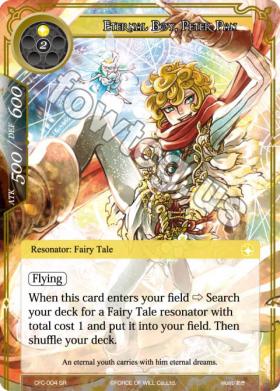 Eternal Boy, Peter Pan
2
ATK 500 / DEF 600
fowtcg.us
Resonator: Fairy Tale
Flying
When this card enters your field ⇨ Search
your deck for a Fairy Tale resonator with
total cost 1 and put it into your field. Then
shuffle your deck.
An eternal youth carries with him eternal dreams.
CFC-004 SR
©FORCE OF WILL Co.,Ltd.